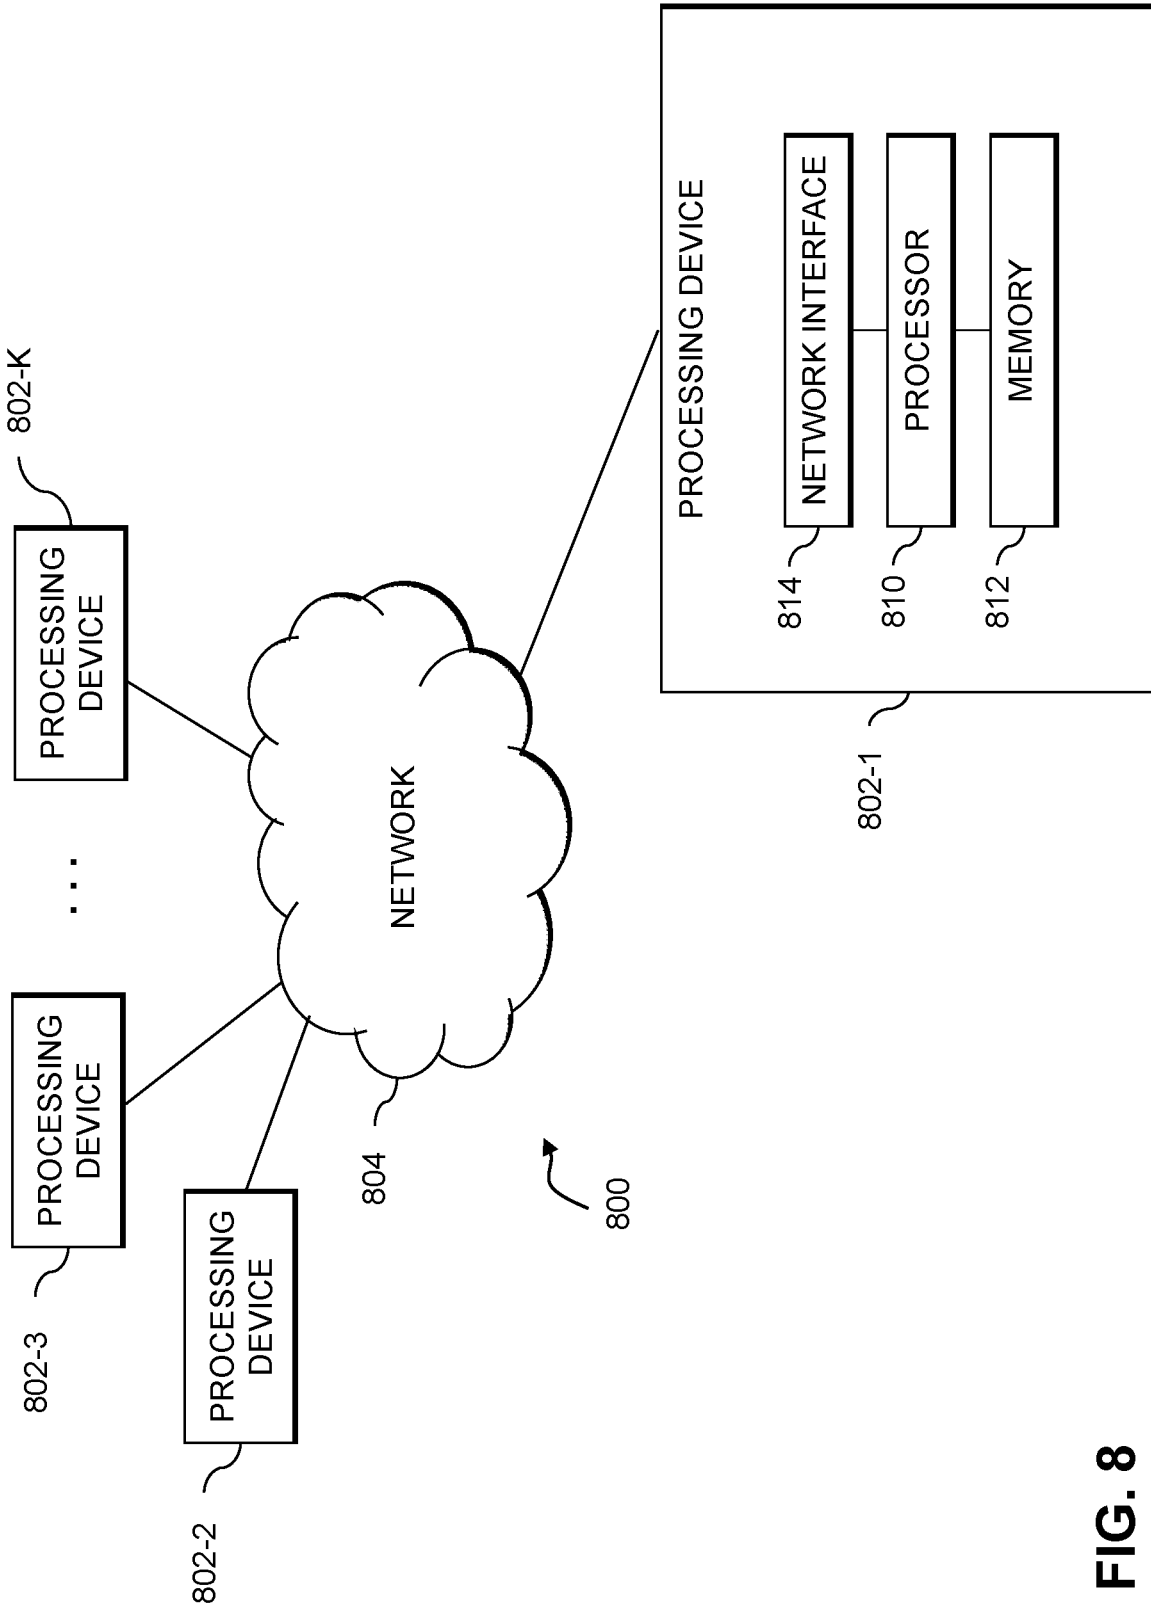 802-2
PROCESSING
DEVICE
802-3
PROCESSING
DEVICE
. . .
PROCESSING
DEVICE
802-K
804
NETWORK
800
802-1
PROCESSING DEVICE
814
NETWORK INTERFACE
810
PROCESSOR
812
MEMORY
FIG. 8